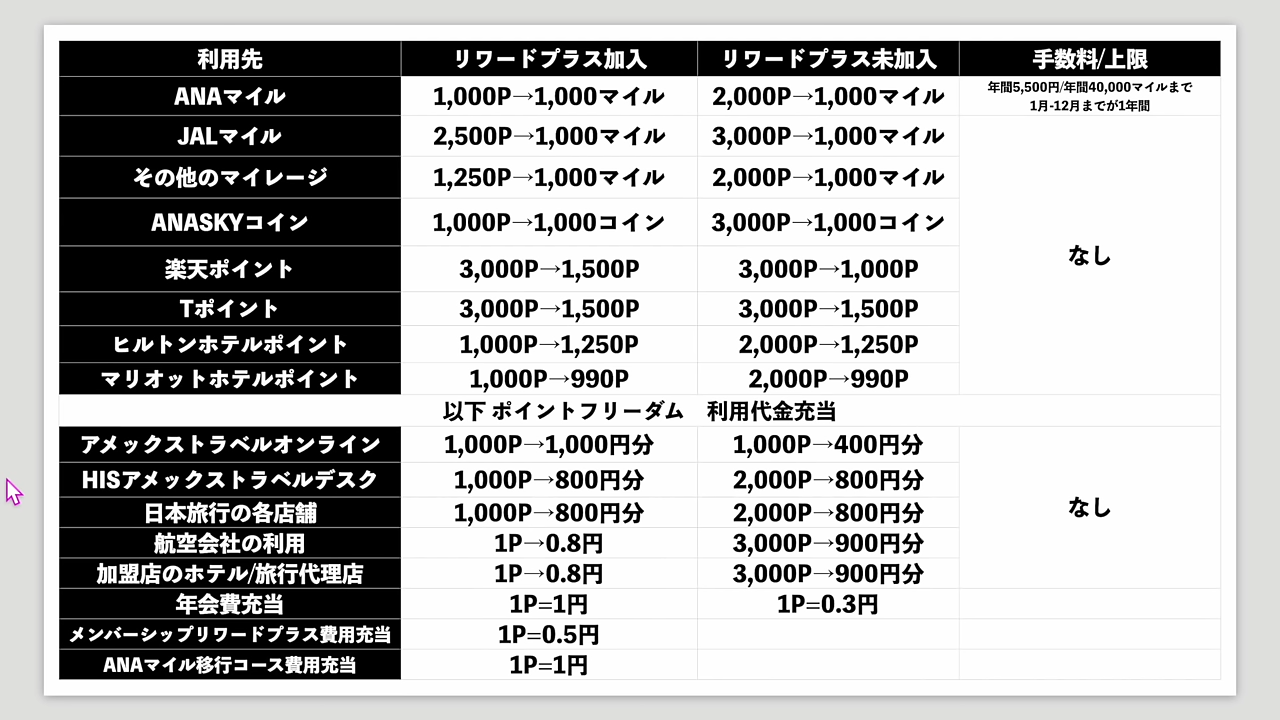 利用先 リワードプラス加入 リワードプラス未加入 手数料/上限
ANAマイル 1,000P→1,000マイル 2,000P→1,000マイル 年間5,500円/年間40,000マイルまで
1月-12月までが1年間
JALマイル 2,500P→1,000マイル 3,000P→1,000マイル
その他のマイレージ 1,250P→1,000マイル 2,000P→1,000マイル
ANASKYコイン 1,000P→1,000コイン 3,000P→1,000コイン
なし
楽天ポイント 3,000P→1,500P 3,000P→1,000P
Tポイント 3,000P→1,500P 3,000P→1,500P
ヒルトンホテルポイント 1,000P→1,250P 2,000P→1,250P
マリオットホテルポイント 1,000P→990P 2,000P→990P
以下 ポイントフリーダム 利用代金充当
アメックストラベルオンライン 1,000P→1,000円分 1,000P→400円分
HISアメックストラベルデスク 1,000P→800円分 2,000P→800円分
日本旅行の各店舗 1,000P→800円分 2,000P→800円分 なし
航空会社の利用 1P→0.8円 3,000P→900円分
加盟店のホテル/旅行代理店 1P→0.8円 3,000P→900円分
年会費充当 1P=1円 1P=0.3円
メンバーシップリワードプラス費用充当 1P=0.5円
ANAマイル移行コース費用充当 1P=1円